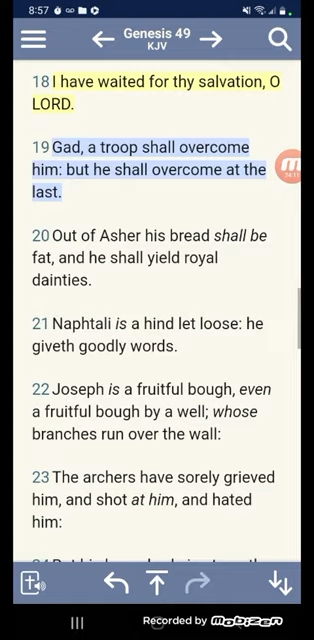 8:57
Genesis 49
KJV
18 I have waited for thy salvation, O
LORD.
19 Gad, a troop shall overcome
him: but he shall overcome at the
last.
20 Out of Asher his bread shall be
fat, and he shall yield royal
dainties.
21 Naphtali is a hind let loose: he
giveth goodly words.
22 Joseph is a fruitful bough, even
a fruitful bough by a well; whose
branches run over the wall:
23 The archers have sorely grieved
him, and shot at him, and hated
him:
Recorded by mobizen